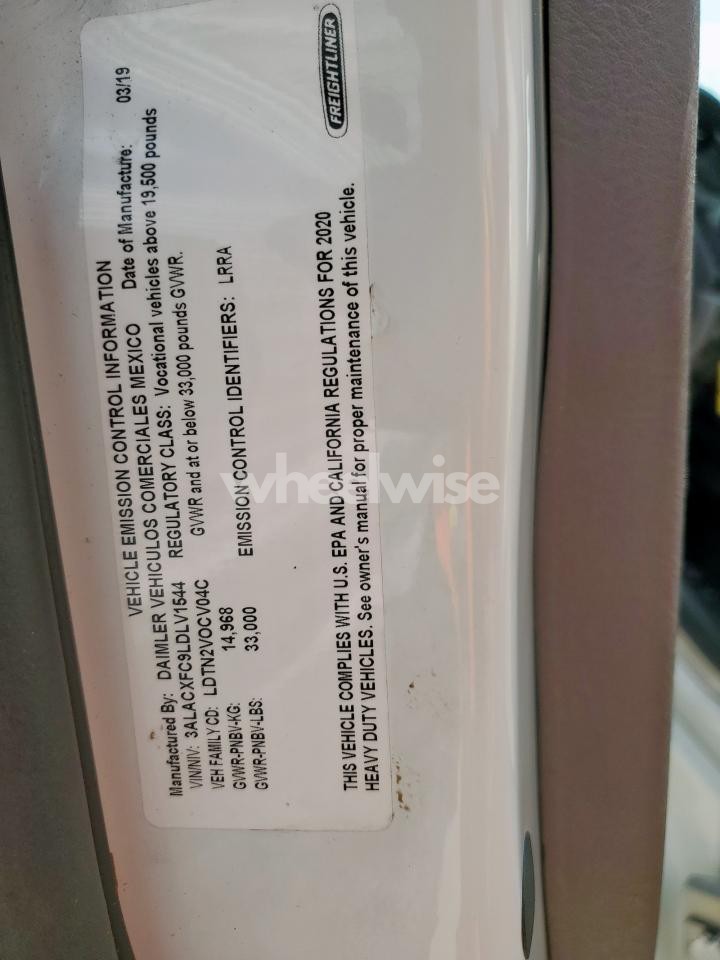 VEHICLE EMISSION CONTROL INFORMATION
Manufactured By: DAIMLER VEHICULOS COMERCIALES MEXICO Date of Manufacture: 03/19
VIN/NIV: 3ALACXFC9LDLV1544 REGULATORY CLASS: Vocational vehicles above 19,500 pounds
VEH FAMILY CD: LDTN2VOCV04C GVWR and at or below 33,000 pounds GVWR.
GVWR-PNBV-KG: 14,968
GVWR-PNBV-LBS: 33,000 EMISSION CONTROL IDENTIFIERS: LRRA
THIS VEHICLE COMPLIES WITH U.S. EPA AND CALIFORNIA REGULATIONS FOR 2020
HEAVY DUTY VEHICLES. See owner's manual for proper maintenance of this vehicle.
FREIGHTLINER
wheelwise